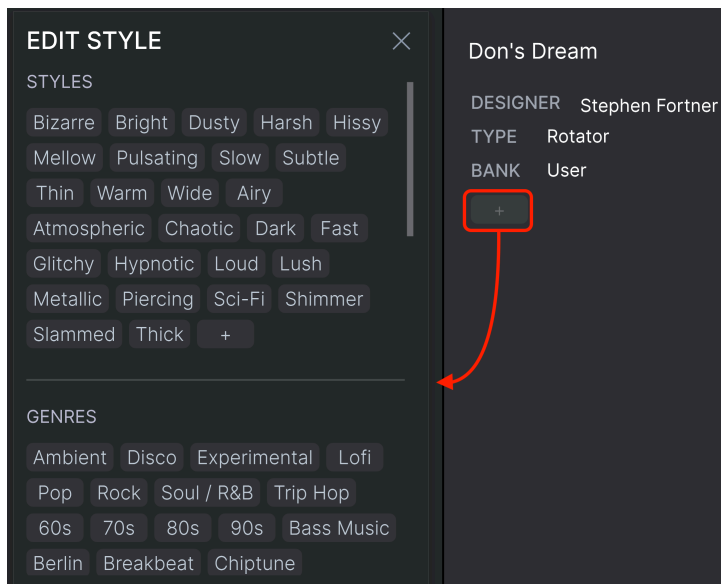 EDIT STYLE
STYLES
Bizarre Bright Dusty Harsh Hissy
Mellow Pulsating Slow Subtle
Thin Warm Wide Airy
Atmospheric Chaotic Dark Fast
Glitchy Hypnotic Loud Lush
Metallic Piercing Sci-Fi Shimmer
Slammed Thick +
GENRES
Ambient Disco Experimental Lofi
Pop Rock Soul / R&B Trip Hop
60s 70s 80s 90s Bass Music
Berlin Breakbeat Chiptune
Don's Dream
DESIGNER Stephen Fortner
TYPE Rotator
BANK User
+